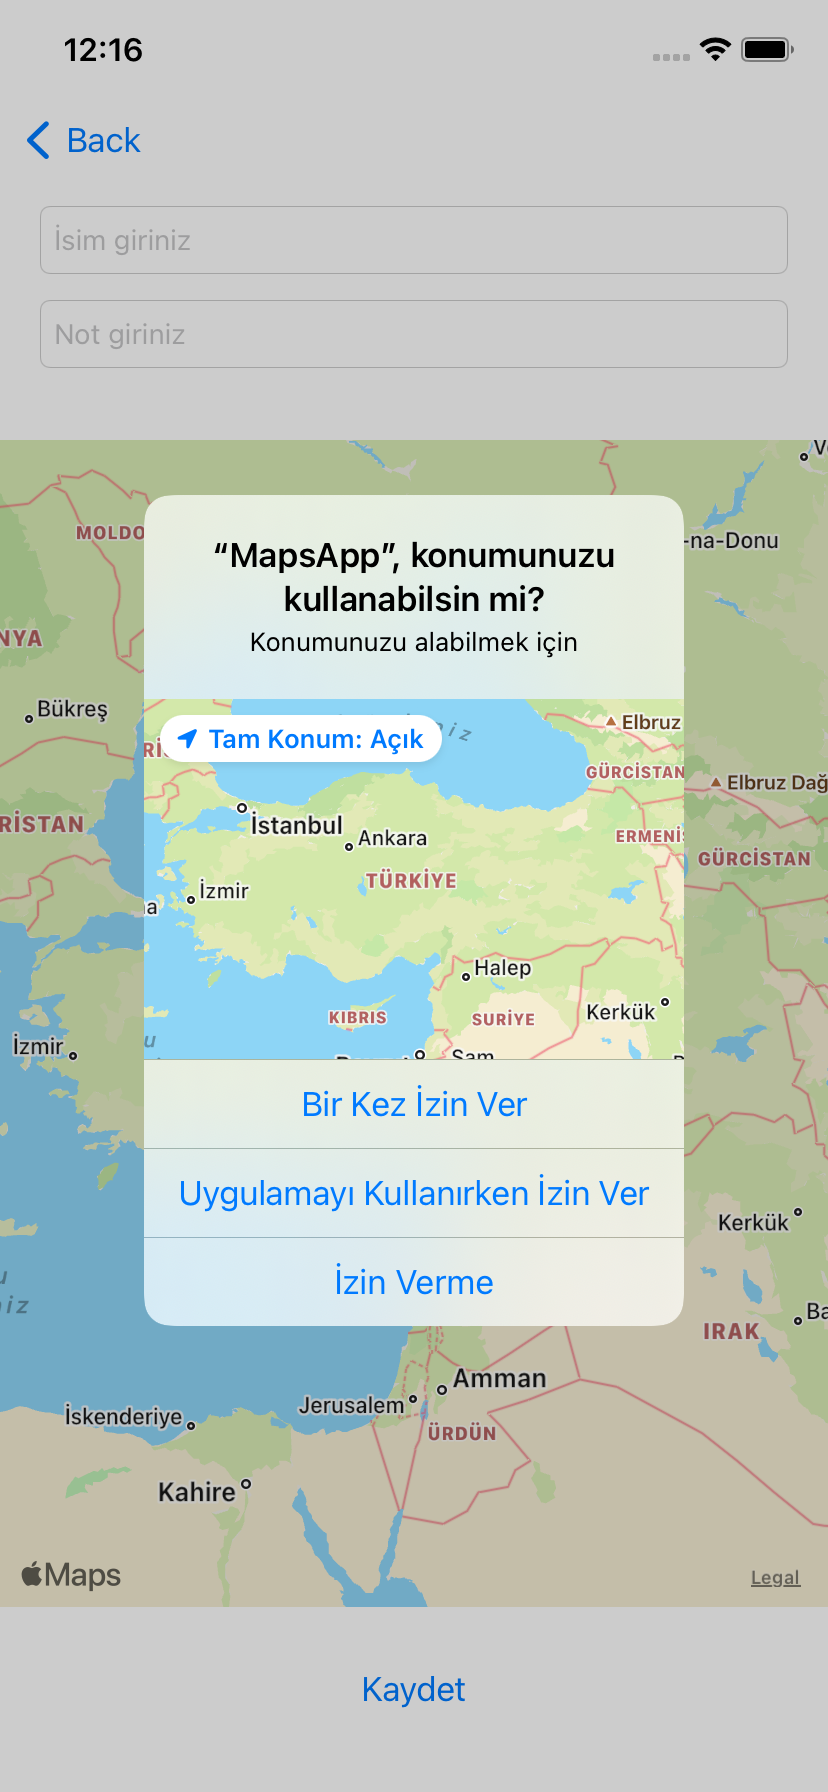 12:16
Back
İsim giriniz
Not giriniz
MOLDO
-na-Donu
“MapsApp”, konumunuzu
kullanabilsin mi?
Konumunuzu alabilmek için
NYA
Bükreş
Tam Konum: Açık
iz
Elbruz
GÜRCİSTAN
Elbruz Dağ
İstanbul
Ankara
RİSTAN
ERMENİS
GÜRCİSTAN
TÜRKİYE
İzmir
Halep
KIBRIS
SURİYE
Kerkük
İzmir
Şam
Bir Kez İzin Ver
Uygulamayı Kullanırken İzin Ver
Kerkük
İzin Verme
niz
Ba
IRAK
Amman
Jerusalem
İskenderiye
ÜRDÜN
Kahire
Maps
Legal
Kaydet